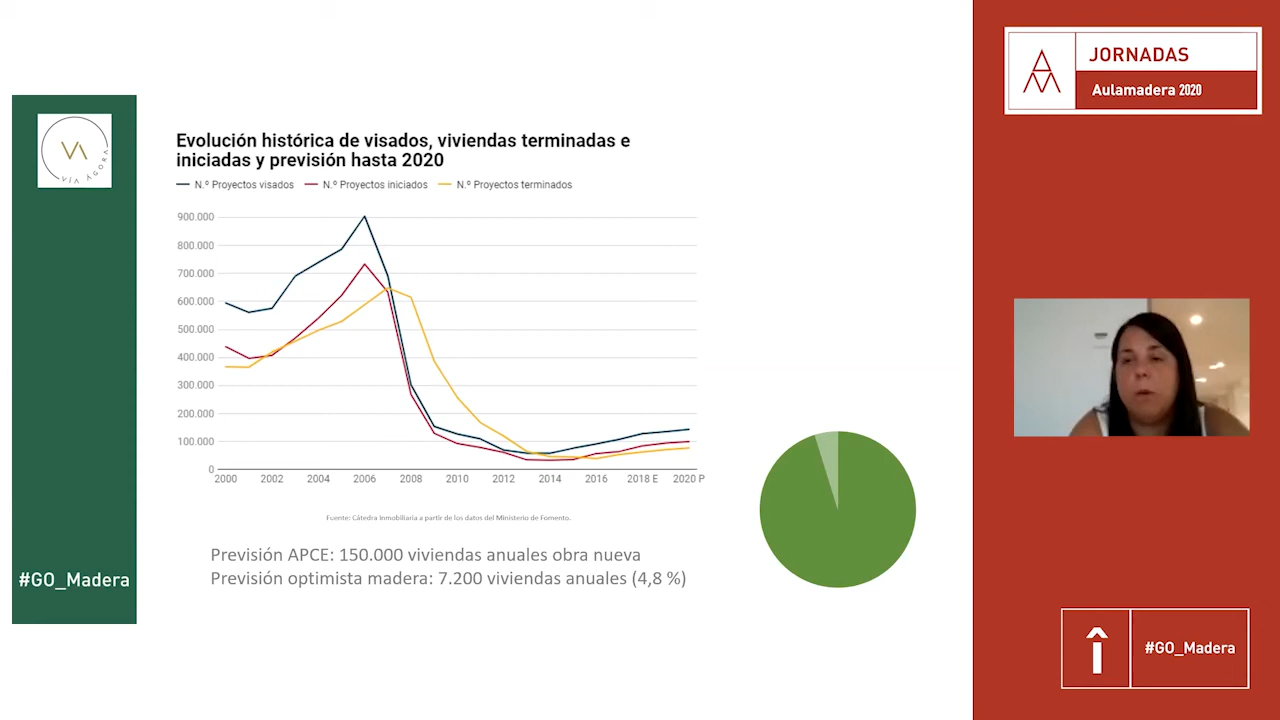 VIA AGORA
#GO_Madera
Evolución histórica de visados, viviendas terminadas e
iniciadas y previsión hasta 2020
N.º Proyectos visados
N.º Proyectos iniciados
N.º Proyectos terminados
900.000
800.000
700.000
600.000
500.000
400.000
300.000
200.000
100.000
0
2000 2002 2004 2006 2008 2010 2012 2014 2016 2018 E 2020 P
Fuente: Cátedra Inmobiliaria a partir de los datos del Ministerio de Fomento.
Previsión APCE: 150.000 viviendas anuales obra nueva
Previsión optimista madera: 7.200 viviendas anuales (4,8 %)
JORNADAS
Aulamadera 2020
#GO_Madera